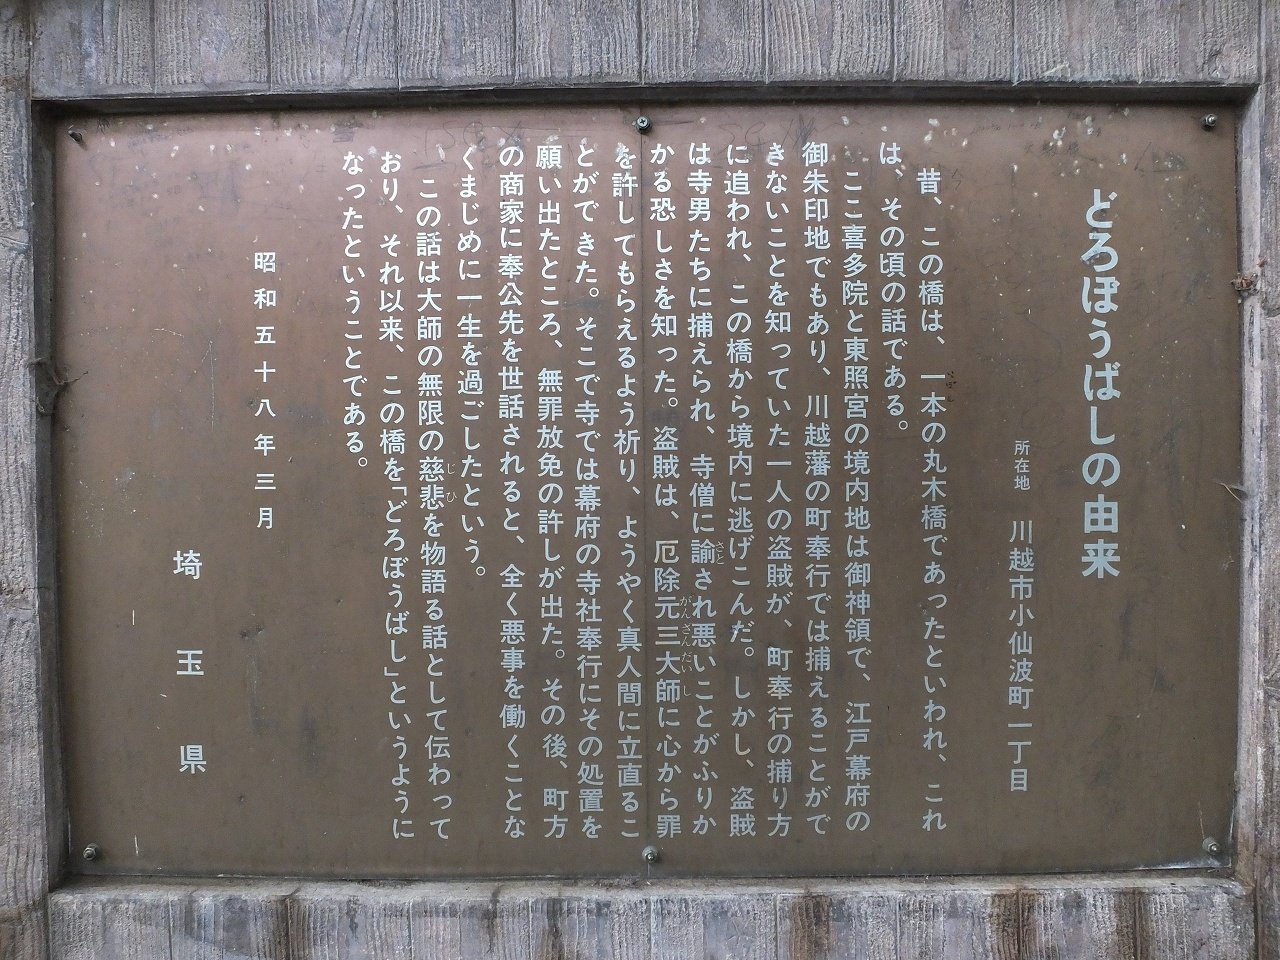 どろぼうばしの由来
所在地 川越市小仙波町一丁目
昔、この橋は、一本の丸木橋であったといわれ、これ
は、その頃の話である。
ここ喜多院と東照宮の境内地は御神領で、江戸幕府の
御朱印地でもあり、川越藩の町奉行では捕えることがで
きないことを知っていた一人の盗賊が、町奉行の捕り方
に追われ、この橋から境内に逃げこんだ。しかし、盗賊
は寺男たちに捕えられ、寺僧に諭され悪いことがふりか
さと
かる恐しさを知った。盗賊は、厄除元三大師に心から罪
がんざんだいし
を許してもらえるよう祈り、ようやく真人間に立直るこ
とができた。そこで寺では幕府の寺社奉行にその処置を
願い出たところ、無罪放免の許しが出た。その後、町方
の商家に奉公先を世話されると、全く悪事を働くことな
くまじめに一生を過ごしたという。
この話は大師の無限の慈悲を物語る話として伝わって
じひ
おり、それ以来、この橋を「どろぼうばし」というように
なったということである。
昭和五十八年三月
埼玉県